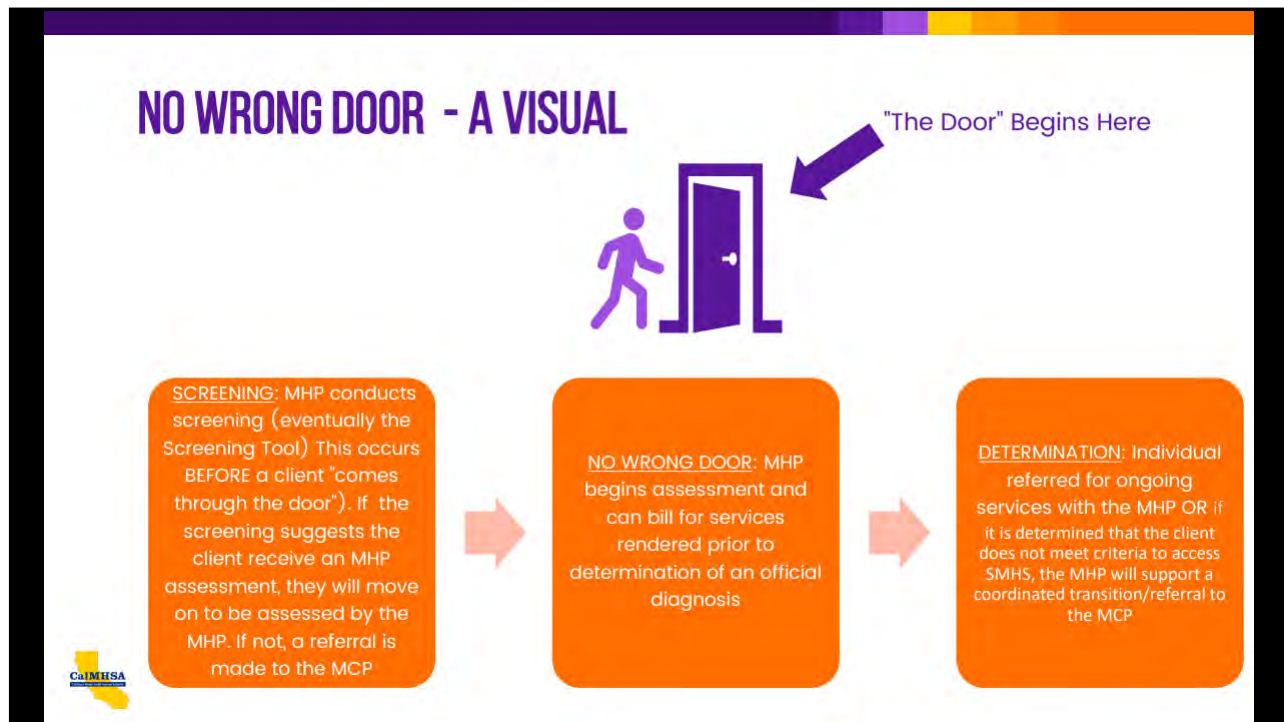 NO WRONG DOOR - A VISUAL
"The Door" Begins Here
SCREENING: MHP conducts
screening (eventually the
Screening Tool) This occurs
BEFORE a client "comes
through the door"). If the
screening suggests the
client receive an MHP
assessment, they will move
on to be assessed by the
MHP. If not, a referral is
made to the MCP
NO WRONG DOOR: MHP
begins assessment and
can bill for services
rendered prior to
determination of an official
diagnosis
DETERMINATION: Individual
referred for ongoing
services with the MHP OR if
it is determined that the client
does not meet criteria to access
SMHS, the MHP will support a
coordinated transition/referral to
the MCP
CalMHSA